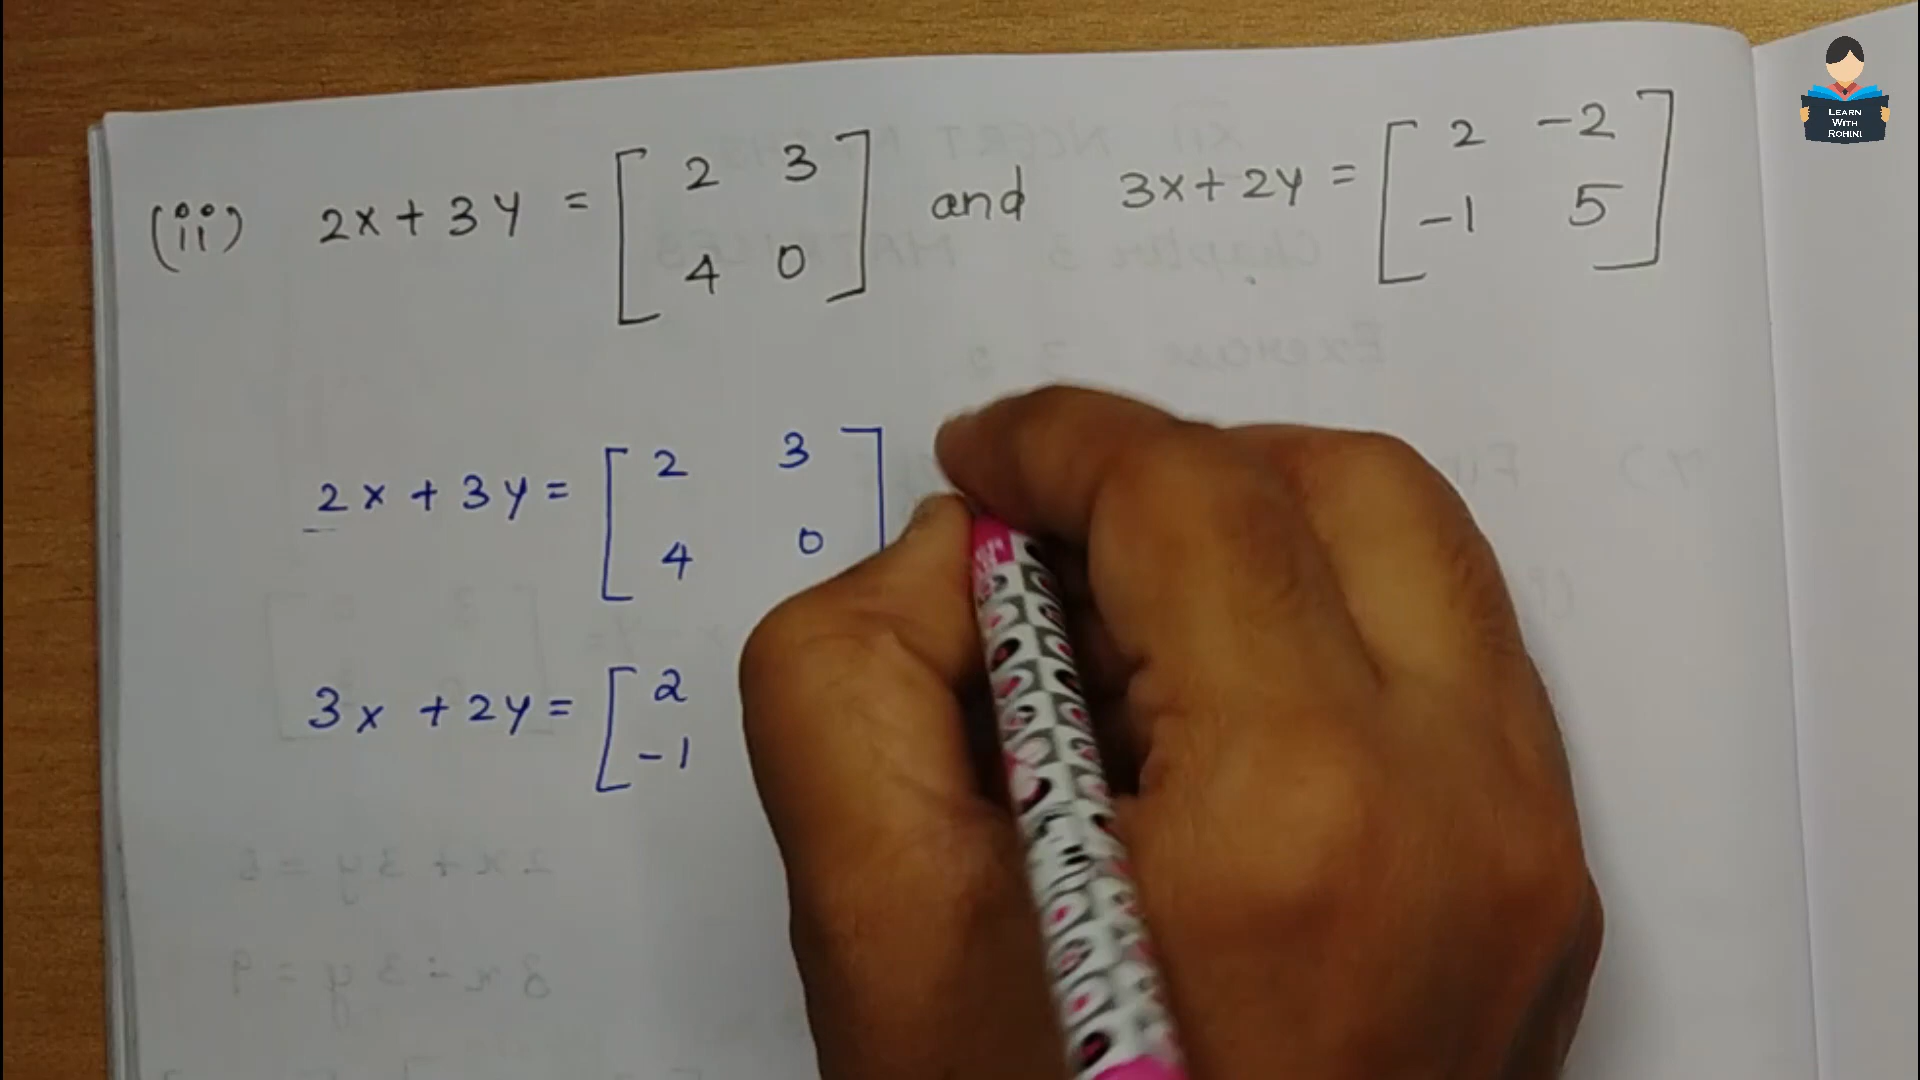 (ii) 2x + 3y = [ 2 3 and 3x + 2y = [ 2 -2
4 0 ] -1 5 ]
2x + 3y = [ 2 3
4 0 ]
3x + 2y = [ 2
-1
LEARN
WITH
ROHINI